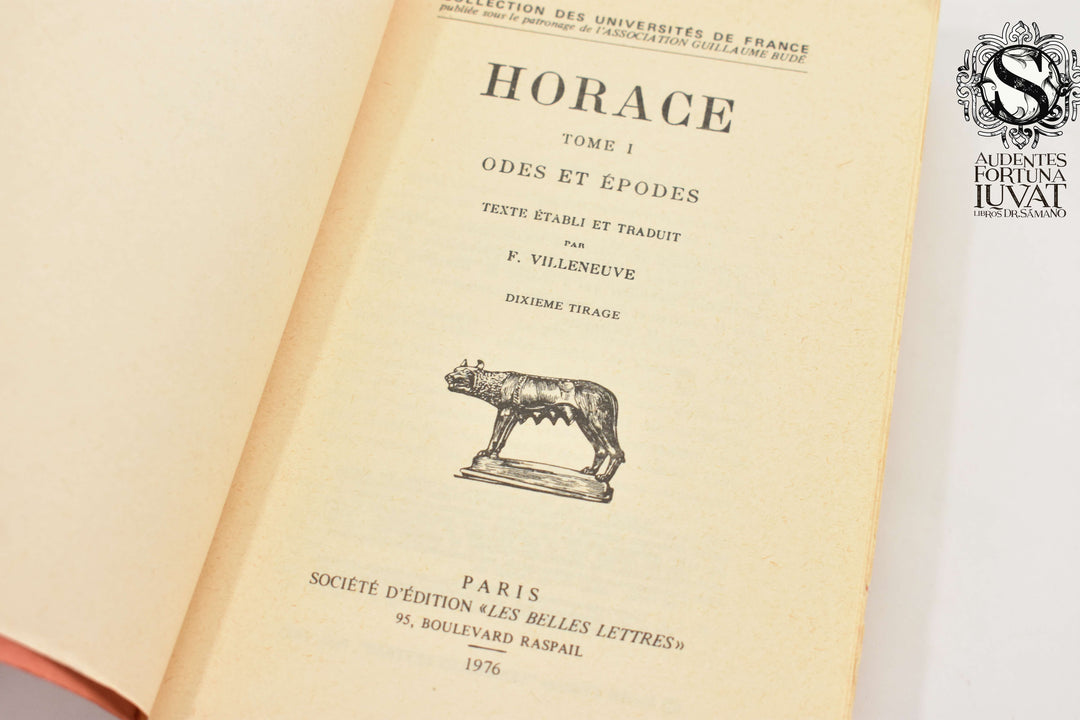 COLLECTION DES UNIVERSITÉS DE FRANCE
publiée sous le patronage de l'ASSOCIATION GUILLAUME BUDÉ
HORACE
TOME I
ODES ET ÉPODES
TEXTE ÉTABLI ET TRADUIT
PAR
F. VILLENEUVE
DIXIEME TIRAGE
PARIS
SOCIÉTÉ D'ÉDITION «LES BELLES LETTRES»
95, BOULEVARD RASPAIL
1976
S
AUDENTES
FORTUNA
IUVAT
LIBROS DR. SÁMANO